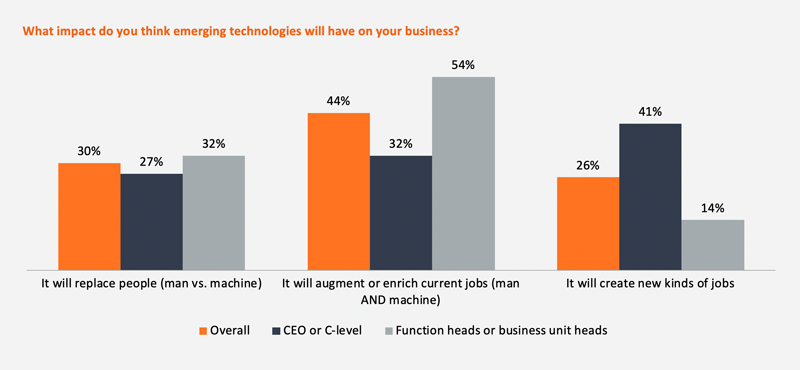 What impact do you think emerging technologies will have on your business?
54%
44%
41%
30%
27%
32%
32%
26%
14%
It will replace people (man vs. machine)
It will augment or enrich current jobs (man
AND machine)
It will create new kinds of jobs
Overall
CEO or C-level
Function heads or business unit heads